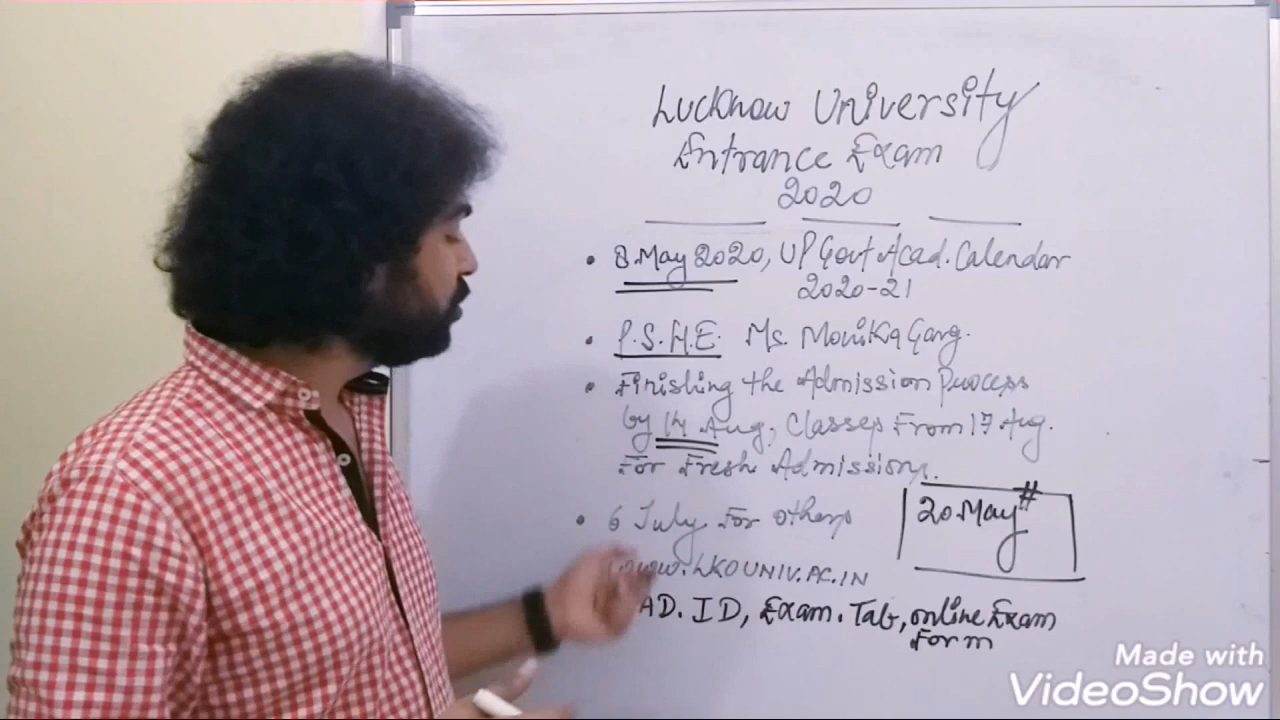 Lucknow University
Entrance Exam
2020
• 8 May 2020, UP Govt Acad. Calendar
2020-21
• P.S.H.E. Ms. Monika Garg.
• Finishing the Admission Process
by 14 Aug, Classes From 17 Aug.
For Fresh Admissions.
• 6 July For others
20 May #
www.LKOUNIV.AC.IN
AD. ID, Exam. Tab, online Exam
Form
Made with
VideoShow